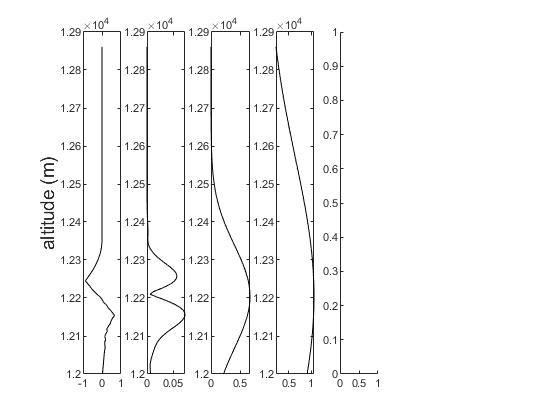 ×10⁴ ×10⁴ ×10⁴ ×10⁴
1.29 1.29 1.29 1.29 1
1.28 1.28 1.28 1.28 0.9
1.27 1.27 1.27 1.27 0.8
0.7
1.26 1.26 1.26 1.26
0.6
1.25 1.25 1.25 1.25
0.5
altitude (m)
1.24 1.24 1.24 1.24
0.4
1.23 1.23 1.23 1.23
0.3
1.22 1.22 1.22 1.22 0.2
1.21 1.21 1.21 1.21 0.1
1.2 1.2 1.2 1.2 0
-1 0 1 0 0.05 0 0.5 0.5 1 0 0.5 1